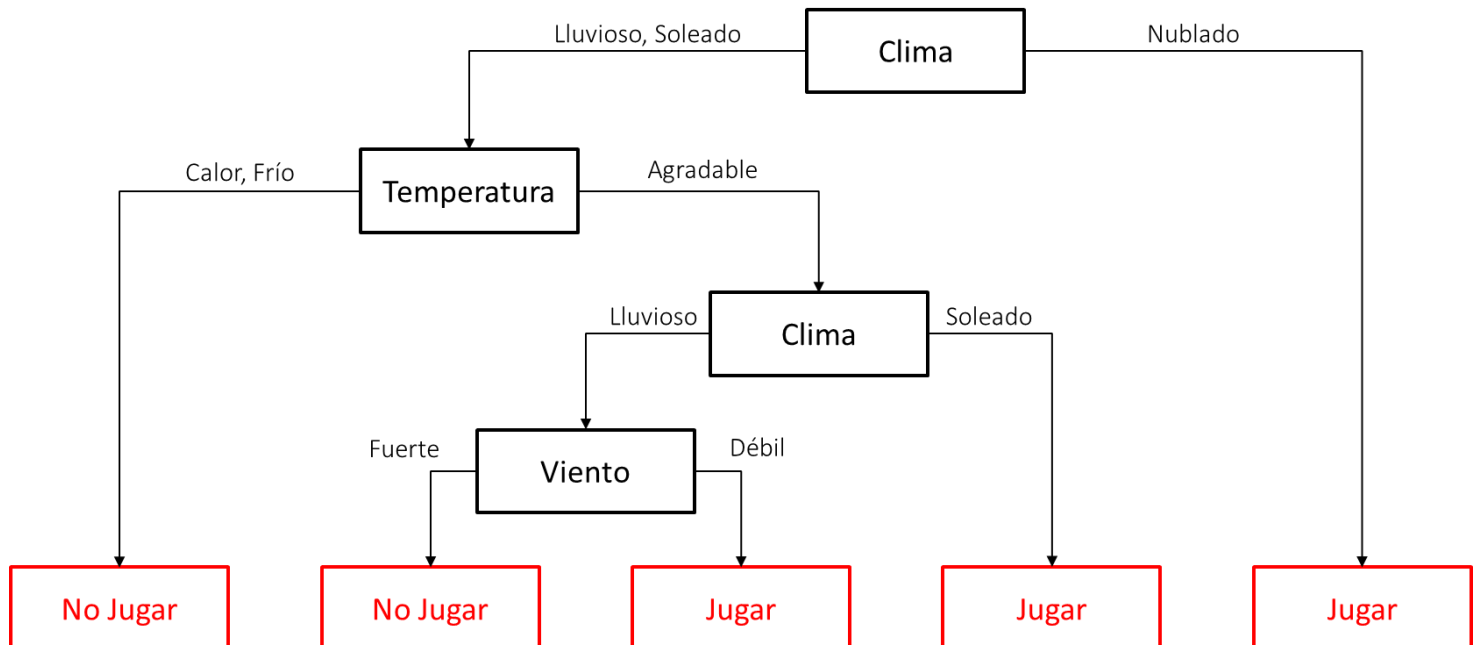 Lluvioso, Soleado
Clima
Nublado
Calor, Frío
Temperatura
Agradable
Lluvioso
Clima
Soleado
Fuerte
Viento
Débil
No Jugar
No Jugar
Jugar
Jugar
Jugar